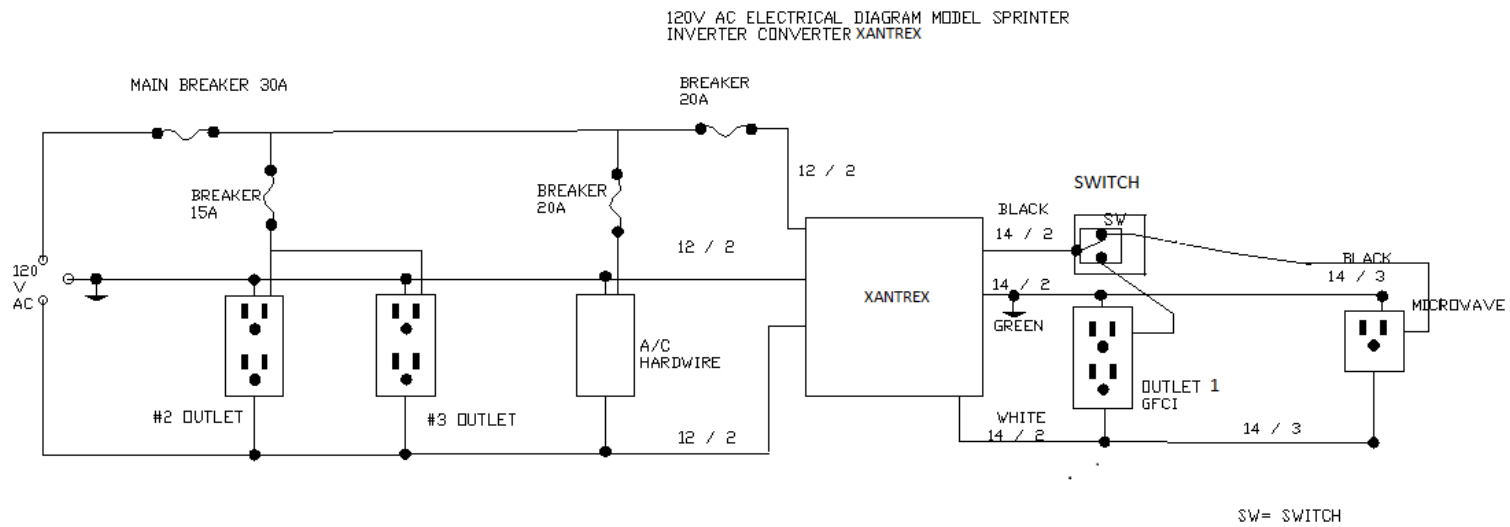 120V AC ELECTRICAL DIAGRAM MODEL SPRINTER
INVERTER CONVERTER XANTREX
MAIN BREAKER 30A
BREAKER
20A
BREAKER
15A
BREAKER
20A
12 / 2
SWITCH
SW
BLACK
14 / 2
12 / 2
120
V
AC
XANTREX
14 / 2
GREEN
BLACK
14 / 3
MICROWAVE
A/C
HARDWIRE
OUTLET 1
GFCI
#2 OUTLET
#3 OUTLET
12 / 2
WHITE
14 / 2
14 / 3
SW= SWITCH